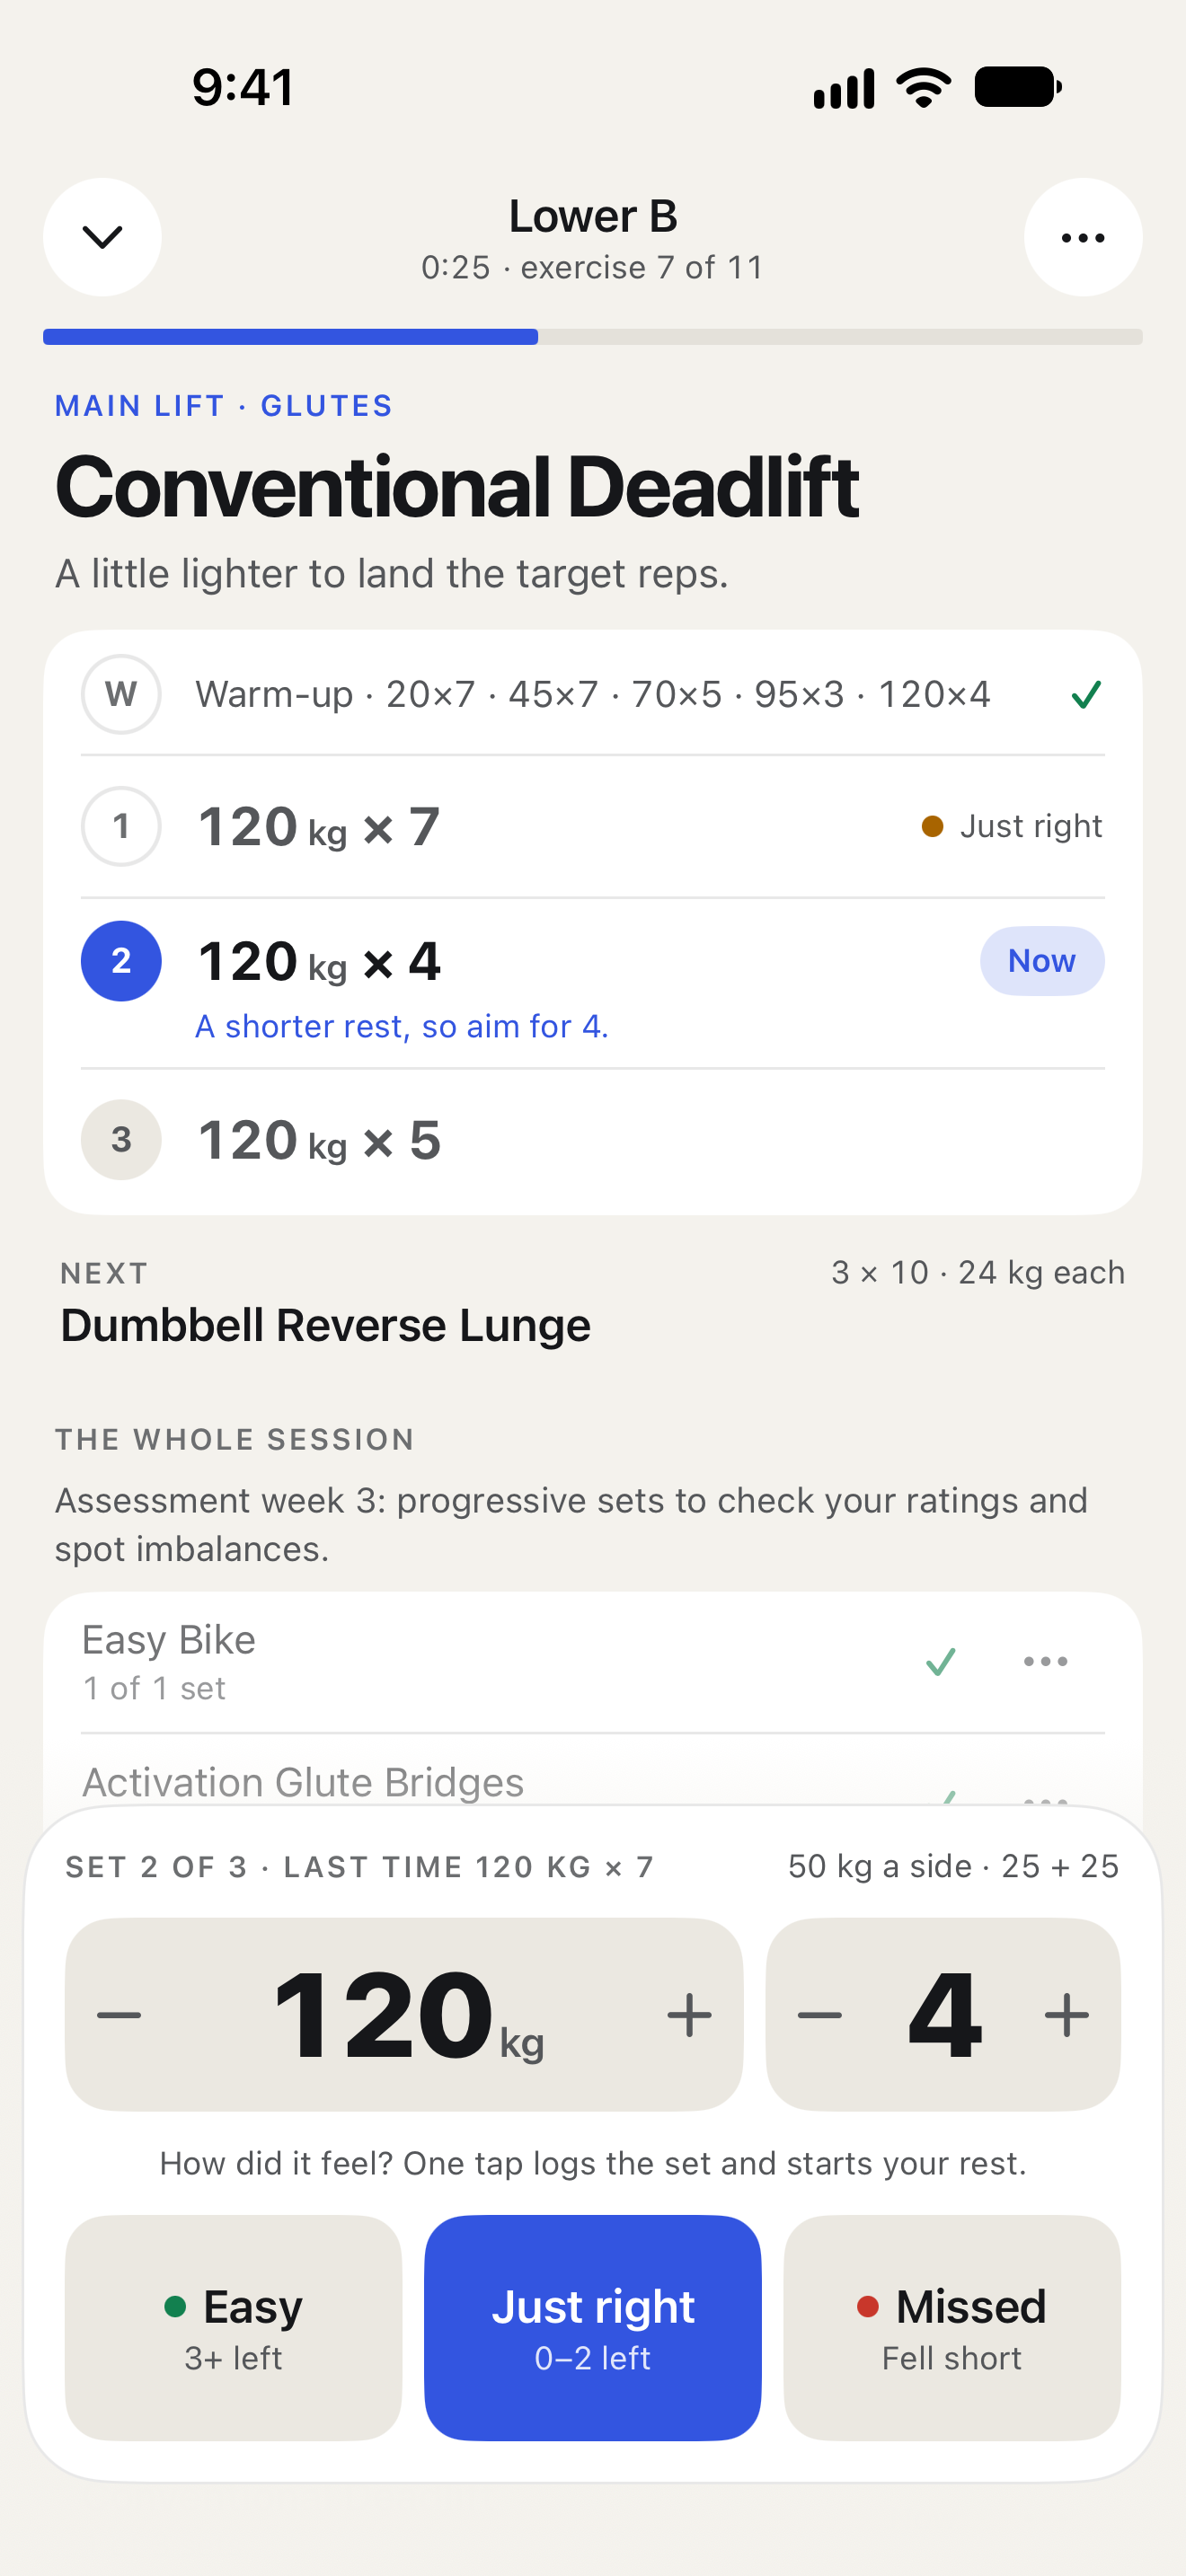 9:41
Lower B
0:25 · exercise 7 of 11
MAIN LIFT · GLUTES
Conventional Deadlift
A little lighter to land the target reps.
W Warm-up · 20×7 · 45×7 · 70×5 · 95×3 · 120×4
1 120 kg × 7 Just right
2 120 kg × 4 Now
A shorter rest, so aim for 4.
3 120 kg × 5
NEXT 3 × 10 · 24 kg each
Dumbbell Reverse Lunge
THE WHOLE SESSION
Assessment week 3: progressive sets to check your ratings and
spot imbalances.
Easy Bike
1 of 1 set
Activation Glute Bridges
SET 2 OF 3 · LAST TIME 120 KG × 7 50 kg a side · 25 + 25
− 120 kg + − 4 +
How did it feel? One tap logs the set and starts your rest.
Easy Just right Missed
3+ left 0–2 left Fell short